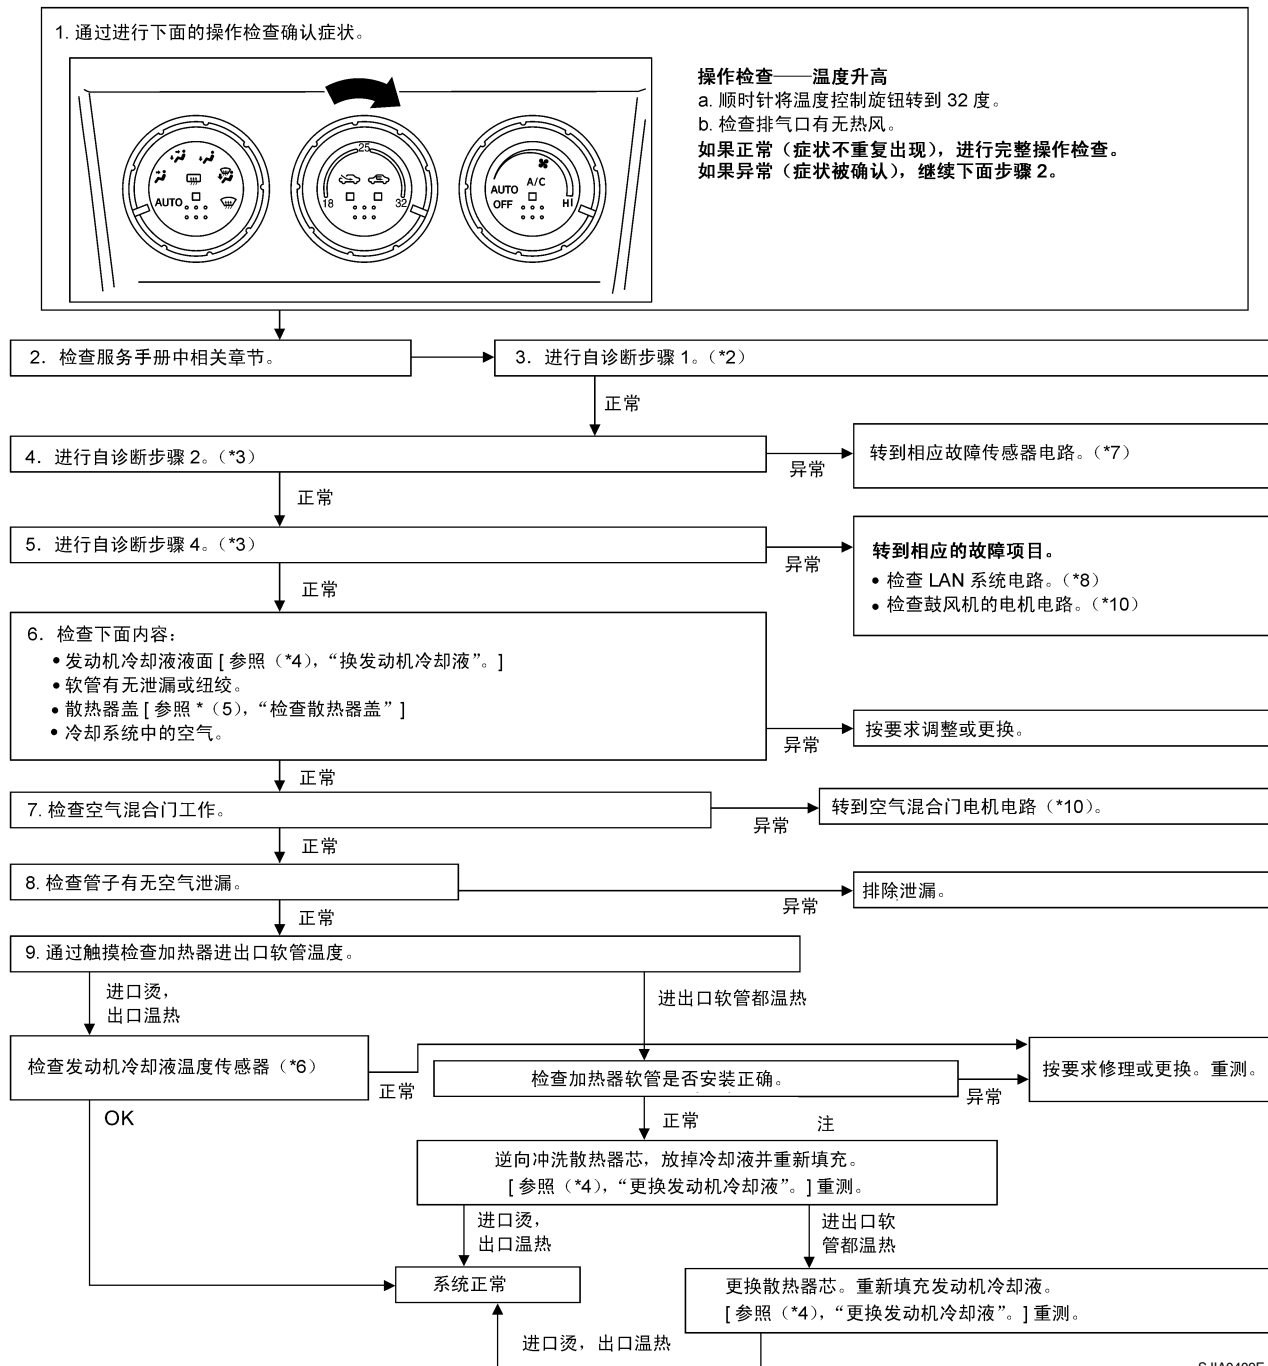 1. 通过进行下面的操作检查确认症状。
操作检查——温度升高
a. 顺时针将温度控制旋钮转到 32 度。
b. 检查排气口有无热风。
如果正常（症状不重复出现），进行完整操作检查。
如果异常（症状被确认），继续下面步骤 2。
AUTO
25
18
32
AUTO
OFF
A/C
HI
2. 检查服务手册中相关章节。
3. 进行自诊断步骤 1。（*2）
正常
4. 进行自诊断步骤 2。（*3）
异常
转到相应故障传感器电路。（*7）
正常
5. 进行自诊断步骤 4。（*3）
异常
转到相应的故障项目。
• 检查 LAN 系统电路。（*8）
• 检查鼓风机的电机电路。（*10）
正常
6. 检查下面内容：
• 发动机冷却液液面 [ 参照（*4），“换发动机冷却液”。]
• 软管有无泄漏或纽绞。
• 散热器盖 [ 参照 *（5），“检查散热器盖” ]
• 冷却系统中的空气。
异常
按要求调整或更换。
正常
7. 检查空气混合门工作。
异常
转到空气混合门电机电路（*10）。
正常
8. 检查管子有无空气泄漏。
异常
排除泄漏。
正常
9. 通过触摸检查加热器进出口软管温度。
进口烫，
出口温热
进出口软管都温热
检查发动机冷却液温度传感器（*6）
正常
检查加热器软管是否安装正确。
异常
按要求修理或更换。重测。
OK
正常
注
逆向冲洗散热器芯，放掉冷却液并重新填充。
[ 参照（*4），“更换发动机冷却液”。] 重测。
进口烫，
出口温热
进出口软
管都温热
系统正常
更换散热器芯。重新填充发动机冷却液。
[ 参照（*4），“更换发动机冷却液”。] 重测。
进口烫，出口温热